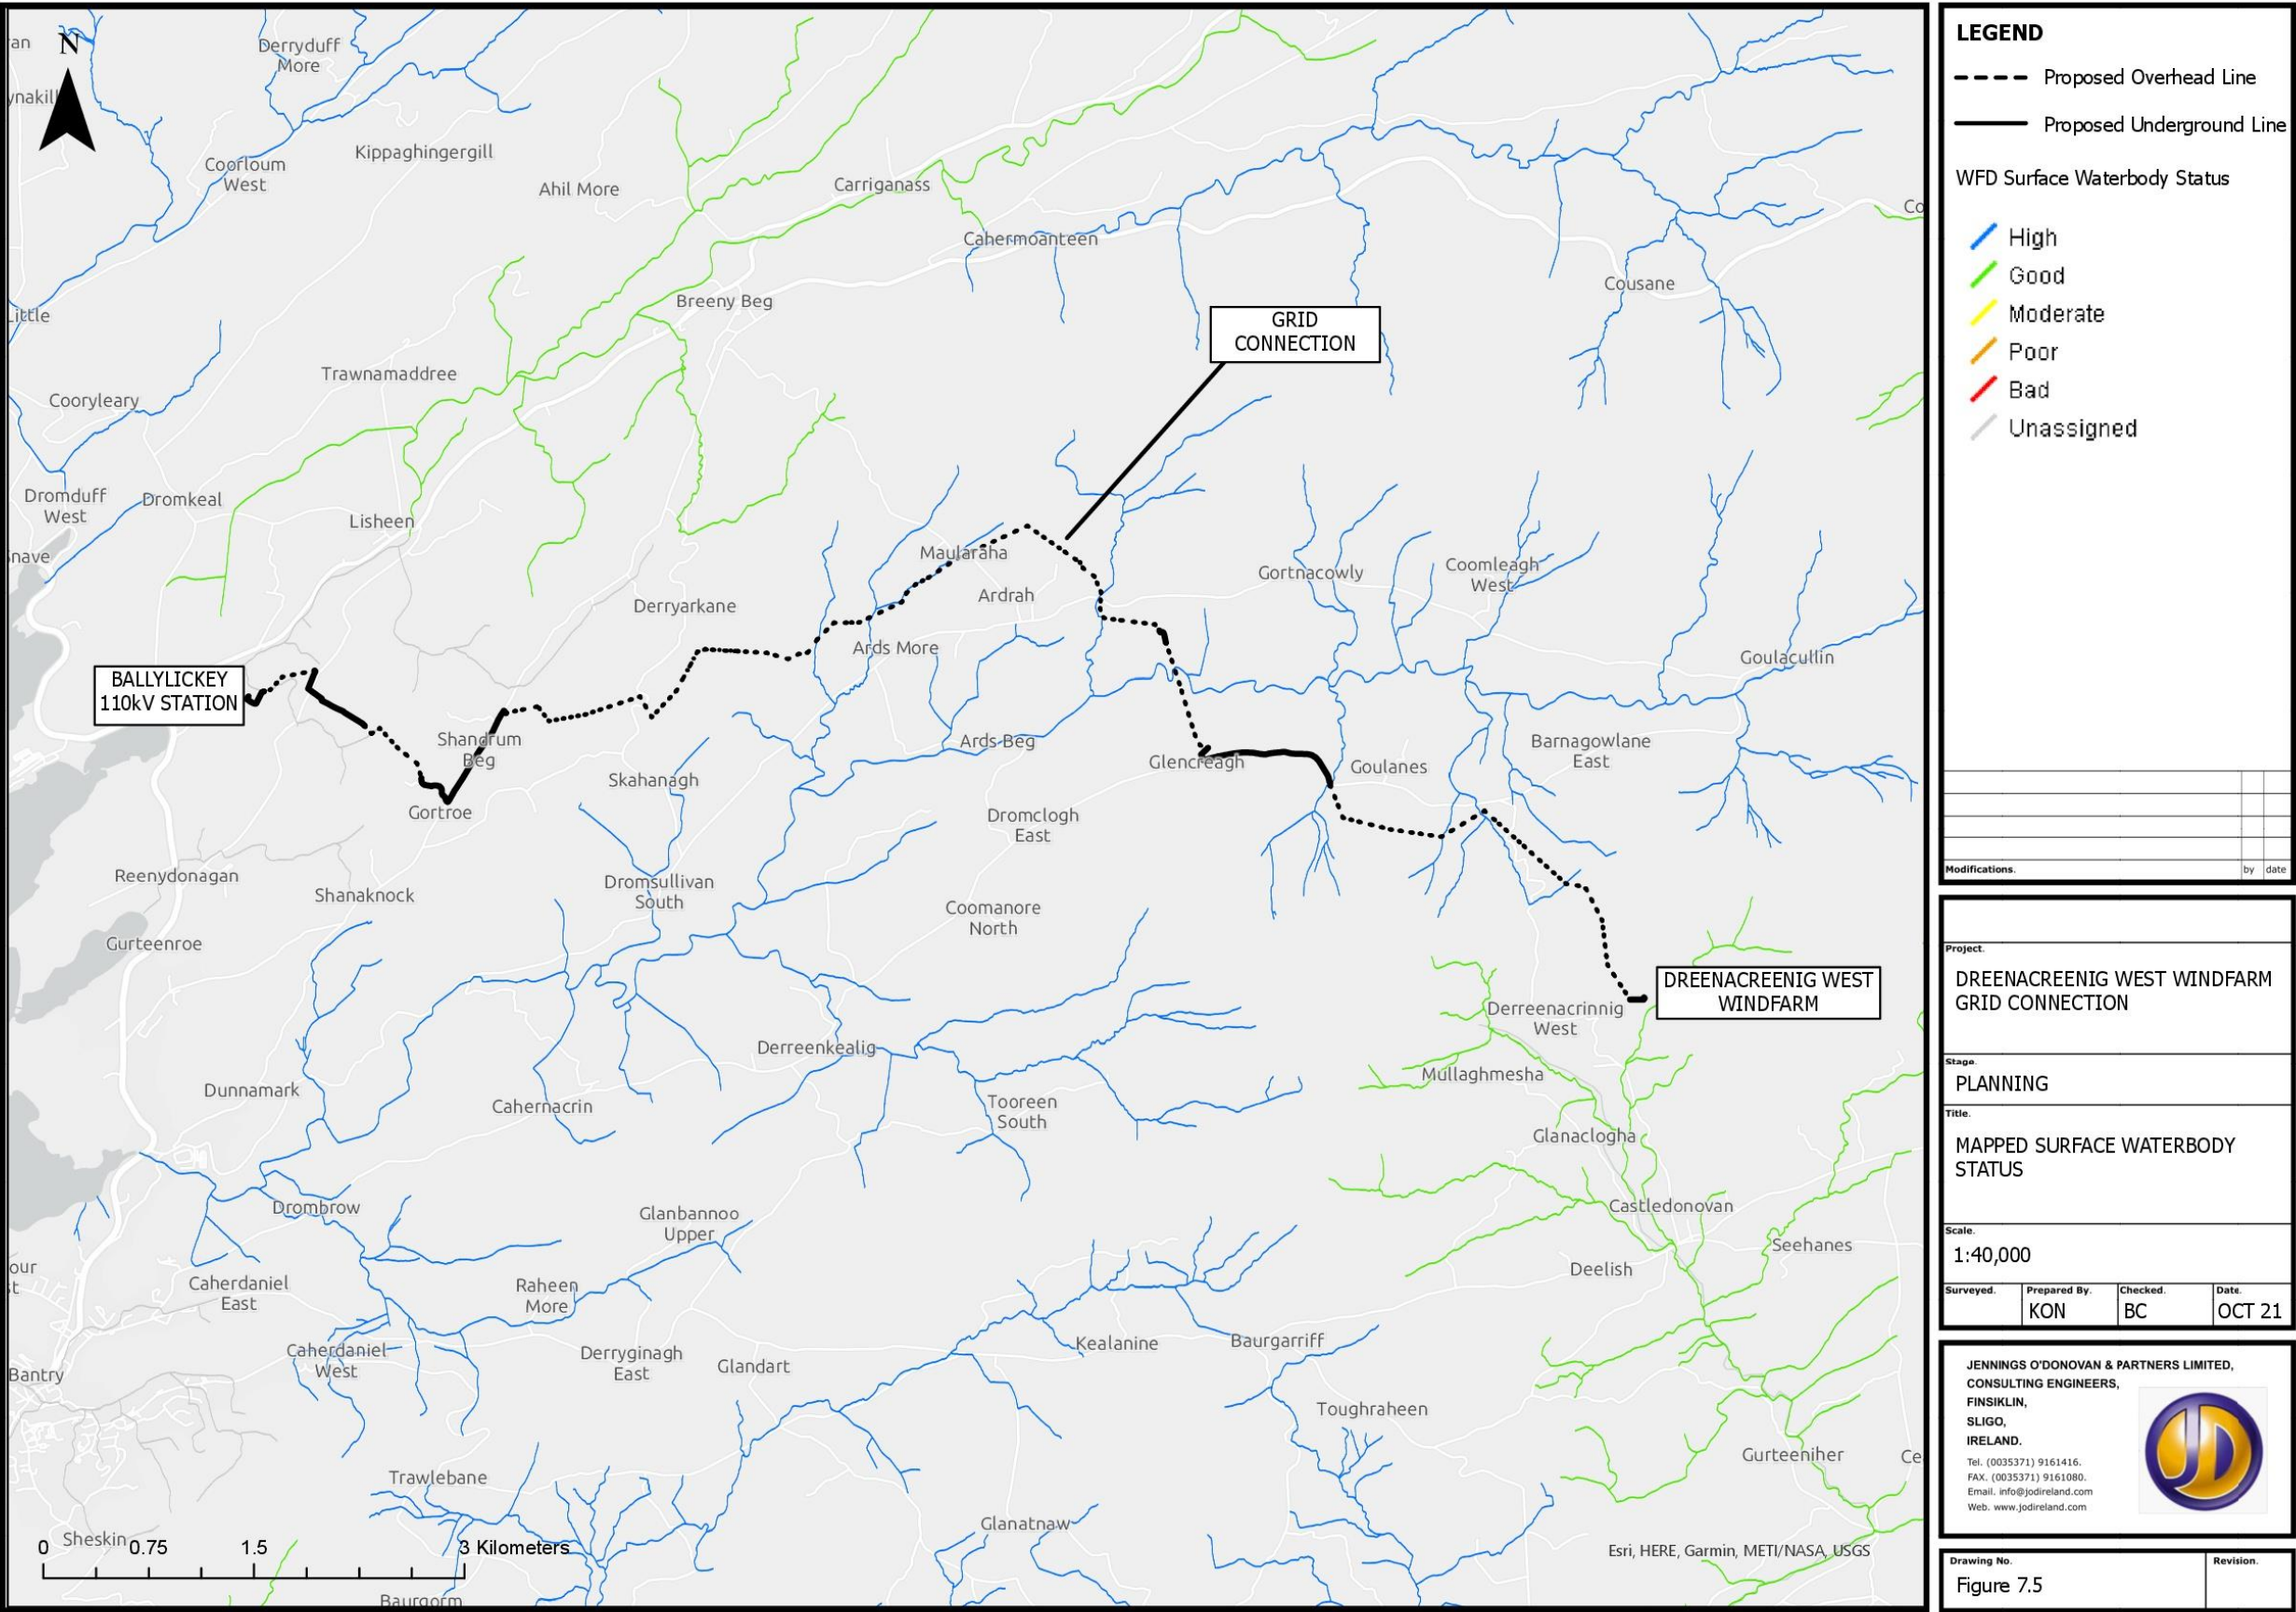 an
N
Derryduff
More
ynakill
Coorloum
West
Kippaghingergill
Ahil More
Carriganass
Cahermoanteen
Co
Cousane
Little
Breeny Beg
GRID
CONNECTION
Trawnamaddree
Cooryleary
Dromduff
West
Dromkeal
Lisheen
Snave
Maularaha
Ardrah
Gortnacowly
Coomleagh
West
Derryarkane
Ards More
Goulacullin
BALLYLICKEY
110kV STATION
Shandrum
Beg
Skahanagh
Ards Beg
Glencreagh
Goulanes
Barnagowlane
East
Gortroe
Dromclogh
East
Reenydonagan
Shanaknock
Dromsullivan
South
Coomanore
North
Gurteenroe
DREENACREENIG WEST
WINDFARM
Derreenacrinnig
West
Derreenkealig
Dunnamark
Cahernacrin
Tooreen
South
Mullaghmesha
Glanaclogha
Drombrow
Glanbannoo
Upper
Castledonovan
Seehanes
Deelish
our
st
Caherdaniel
East
Raheen
More
Caherdaniel
West
Derryginagh
East
Glandart
Kealanine
Baurgarriff
Bantry
Toughraheen
Gurteeniher
Ce
Trawlebane
Glanatnaw
Sheskin
0 0.75 1.5 3 Kilometers
Baurgorm
Esri, HERE, Garmin, METI/NASA, USGS
LEGEND
Proposed Overhead Line
Proposed Underground Line
WFD Surface Waterbody Status
High
Good
Moderate
Poor
Bad
Unassigned
Modifications. by date
Project.
DREENACREENIG WEST WINDFARM
GRID CONNECTION
Stage.
PLANNING
Title.
MAPPED SURFACE WATERBODY
STATUS
Scale.
1:40,000
Surveyed. Prepared By. Checked. Date.
KON BC OCT 21
JENNINGS O'DONOVAN & PARTNERS LIMITED,
CONSULTING ENGINEERS,
FINSIKLIN,
SLIGO,
IRELAND.
Tel. (0035371) 9161416.
FAX. (0035371) 9161080.
Email. info@jodireland.com
Web. www.jodireland.com
JD
Drawing No. Revision.
Figure 7.5